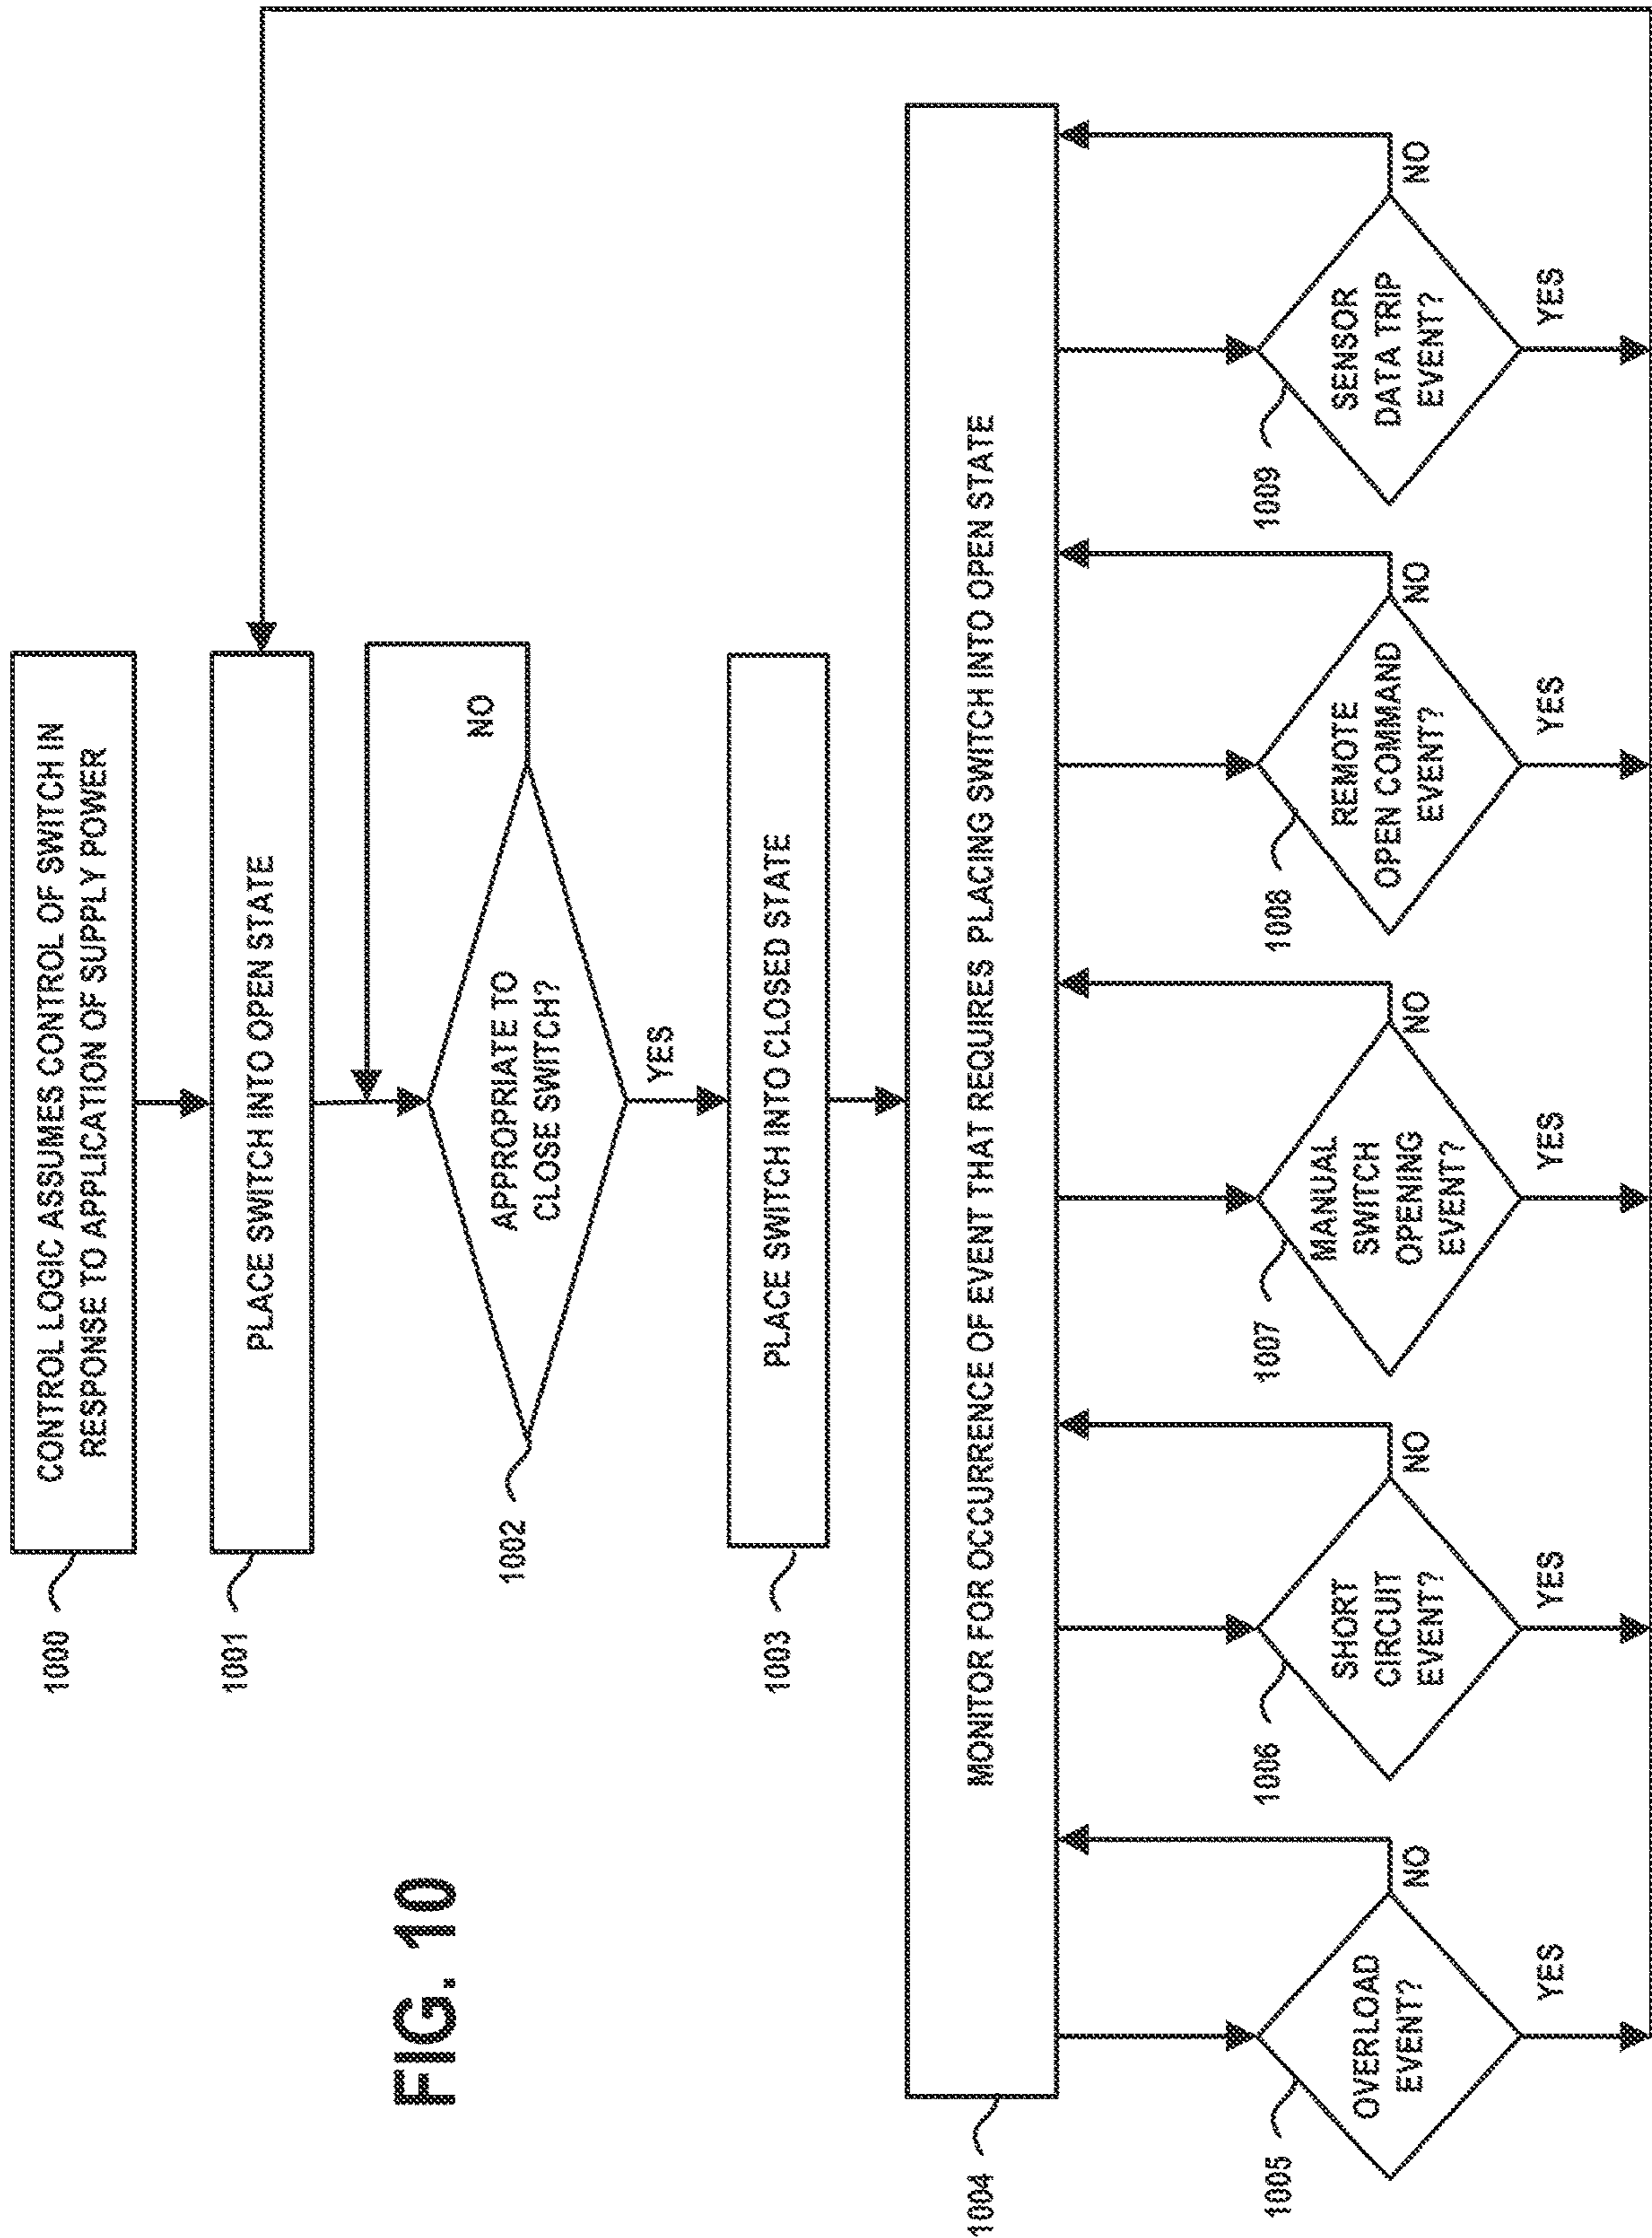 FIG. 10
1000
CONTROL LOGIC ASSUMES CONTROL OF SWITCH IN
RESPONSE TO APPLICATION OF SUPPLY POWER
1001
PLACE SWITCH INTO OPEN STATE
1002
APPROPRIATE TO
CLOSE SWITCH?
NO
YES
1003
PLACE SWITCH INTO CLOSED STATE
1004
MONITOR FOR OCCURRENCE OF EVENT THAT REQUIRES PLACING SWITCH INTO OPEN STATE
1005
OVERLOAD
EVENT?
NO
YES
1006
SHORT
CIRCUIT
EVENT?
NO
YES
1007
MANUAL
SWITCH
OPENING
EVENT?
NO
YES
1008
REMOTE
OPEN COMMAND
EVENT?
NO
YES
1009
SENSOR
DATA TRIP
EVENT?
NO
YES